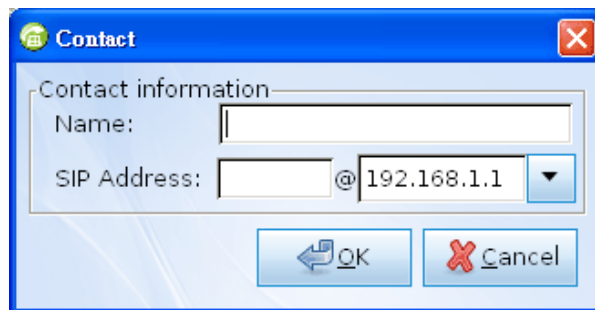 Contact
Contact information
Name:
SIP Address: @ 192.168.1.1
OK Cancel